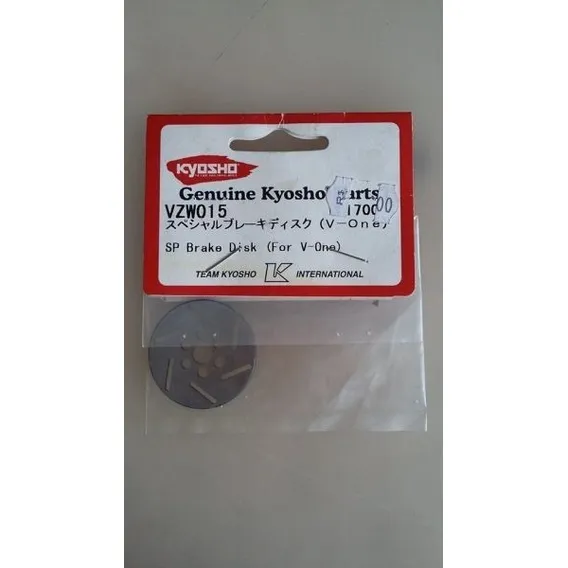 KYOSHO
Genuine Kyosho Parts
VZW015 1700
スペシャルブレーキディスク (V-One)
SP Brake Disk (For V-One)
TEAM KYOSHO K INTERNATIONAL